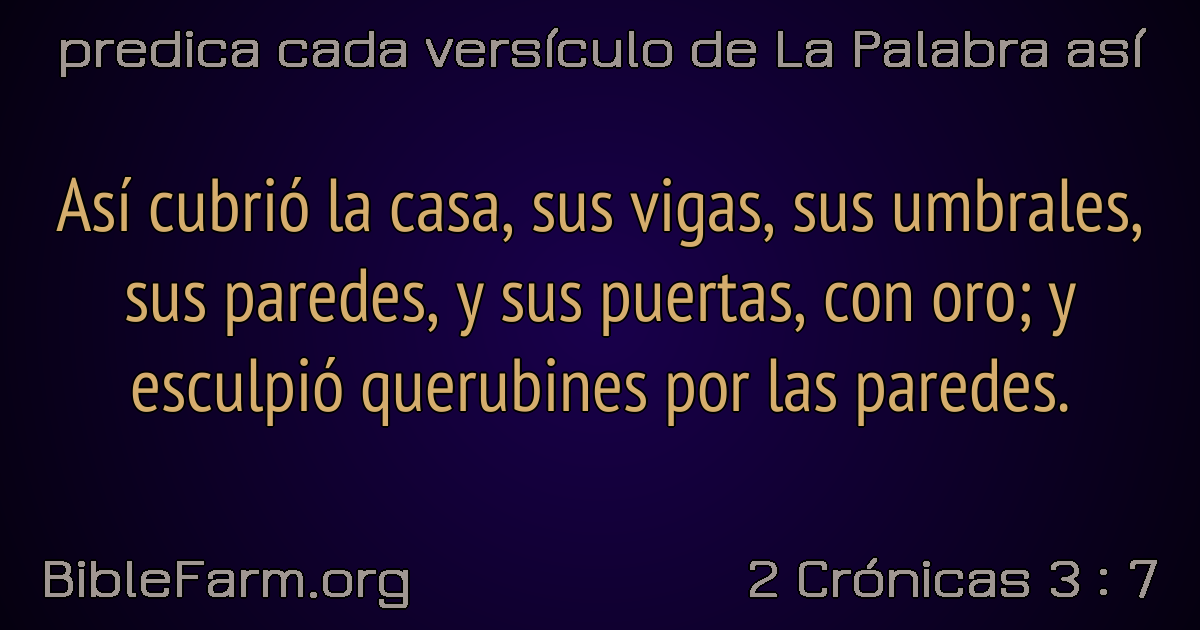 predica cada versículo de La Palabra así
Así cubrió la casa, sus vigas, sus umbrales,
sus paredes, y sus puertas, con oro; y
esculpió querubines por las paredes.
BibleFarm.org
2 Crónicas 3 : 7